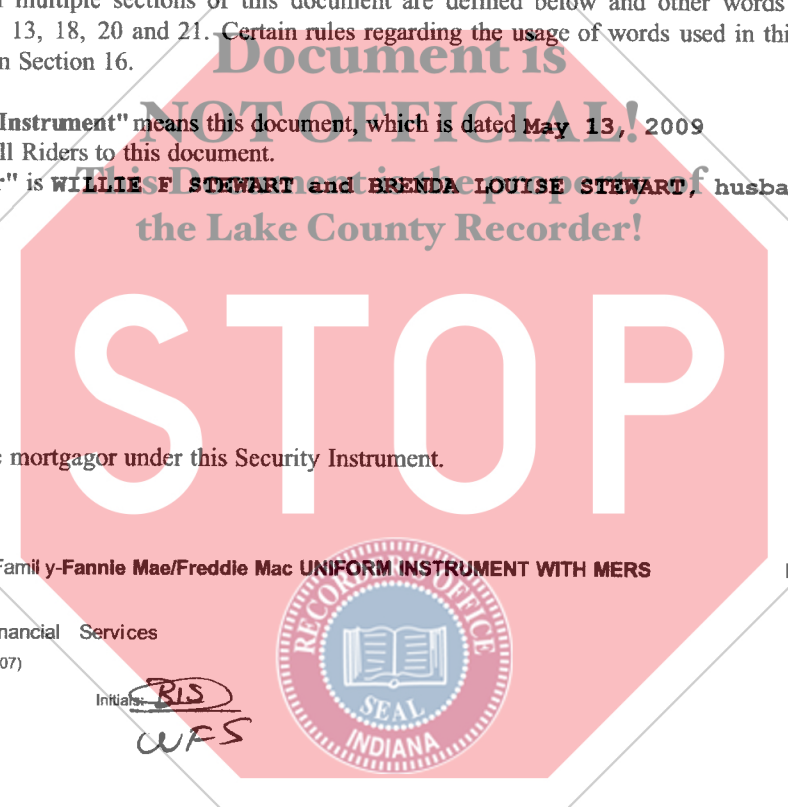 multiple sections of this document are defined below and other words
13, 18, 20 and 21. Certain rules regarding the usage of words used in thi
n Section 16.
Document is
NOT OFFICIAL!
Instrument" means this document, which is dated May 13, 2009
ll Riders to this document.
This Document is the property of
r" is WILLIE F STEWART and BRENDA LOUISE STEWART, husba
the Lake County Recorder!
STOP
e mortgagor under this Security Instrument.
Family-Fannie Mae/Freddie Mac UNIFORM INSTRUMENT WITH MERS
nancial Services
07)
RECORDER'S OFFICE
SEAL
INDIANA
Initials: BlS
WFS